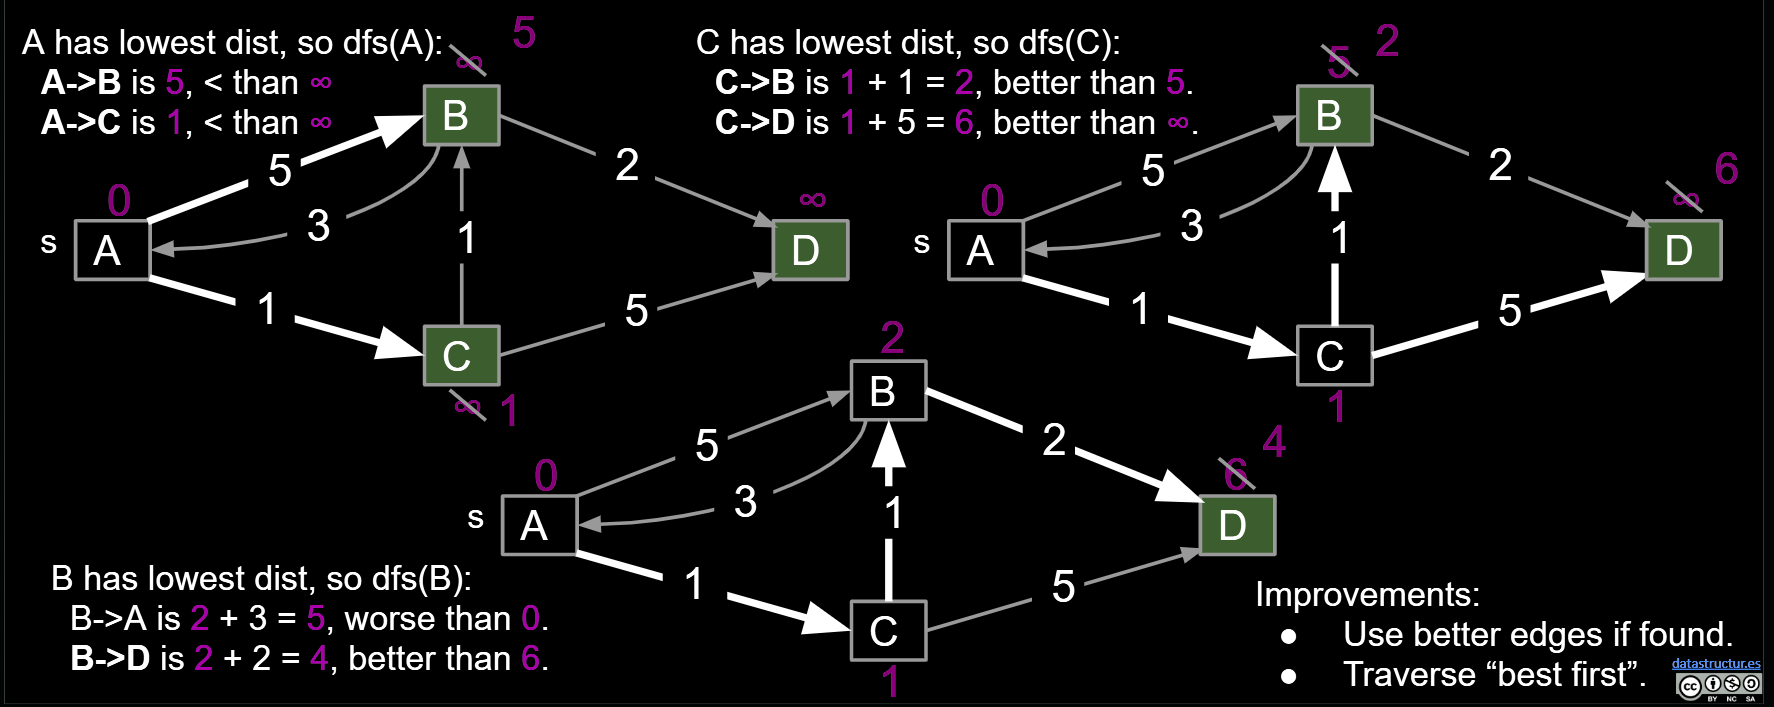 A has lowest dist, so dfs(A):
A->B is 5, < than ∞
A->C is 1, < than ∞
∞ 5
B
5
2
0
3
1
∞
s
A
D
1
5
C
∞ 1
C has lowest dist, so dfs(C):
C->B is 1 + 1 = 2, better than 5.
C->D is 1 + 5 = 6, better than ∞.
5 2
B
5
2
0
3
1
∞ 6
s
A
D
1
5
C
1
2
B
5
2
0
3
1
6 4
s
A
D
1
5
C
1
B has lowest dist, so dfs(B):
B->A is 2 + 3 = 5, worse than 0.
B->D is 2 + 2 = 4, better than 6.
Improvements:
● Use better edges if found.
● Traverse “best first”.
datastructur.es
cc
BY NC SA